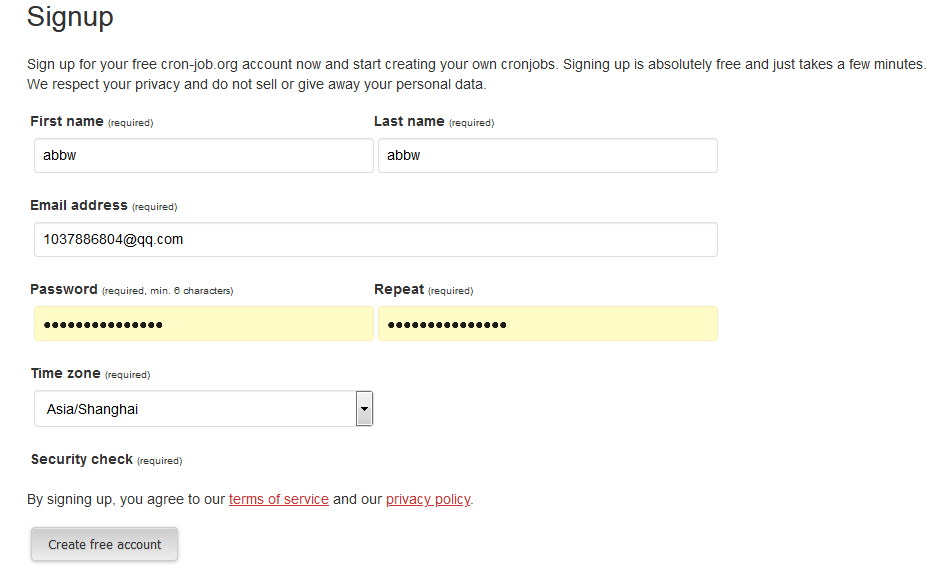 Signup
Sign up for your free cron-job.org account now and start creating your own cronjobs. Signing up is absolutely free and just takes a few minutes.
We respect your privacy and do not sell or give away your personal data.
First name (required) Last name (required)
abbw abbw
Email address (required)
1037886804@qq.com
Password (required, min. 6 characters) Repeat (required)
●●●●●●●●●●●●●●● ●●●●●●●●●●●●●●●
Time zone (required)
Asia/Shanghai
Security check (required)
By signing up, you agree to our terms of service and our privacy policy.
Create free account